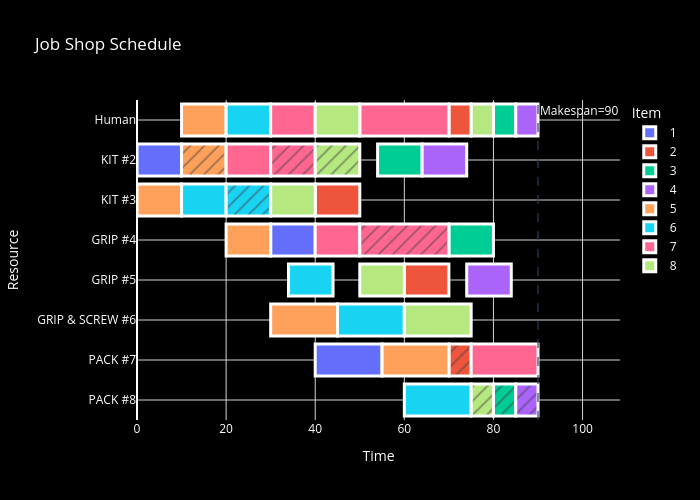 Job Shop Schedule
Makespan=90
Item
1
2
3
4
5
6
7
8
Resource
Human
KIT #2
KIT #3
GRIP #4
GRIP #5
GRIP & SCREW #6
PACK #7
PACK #8
0 20 40 60 80 100
Time